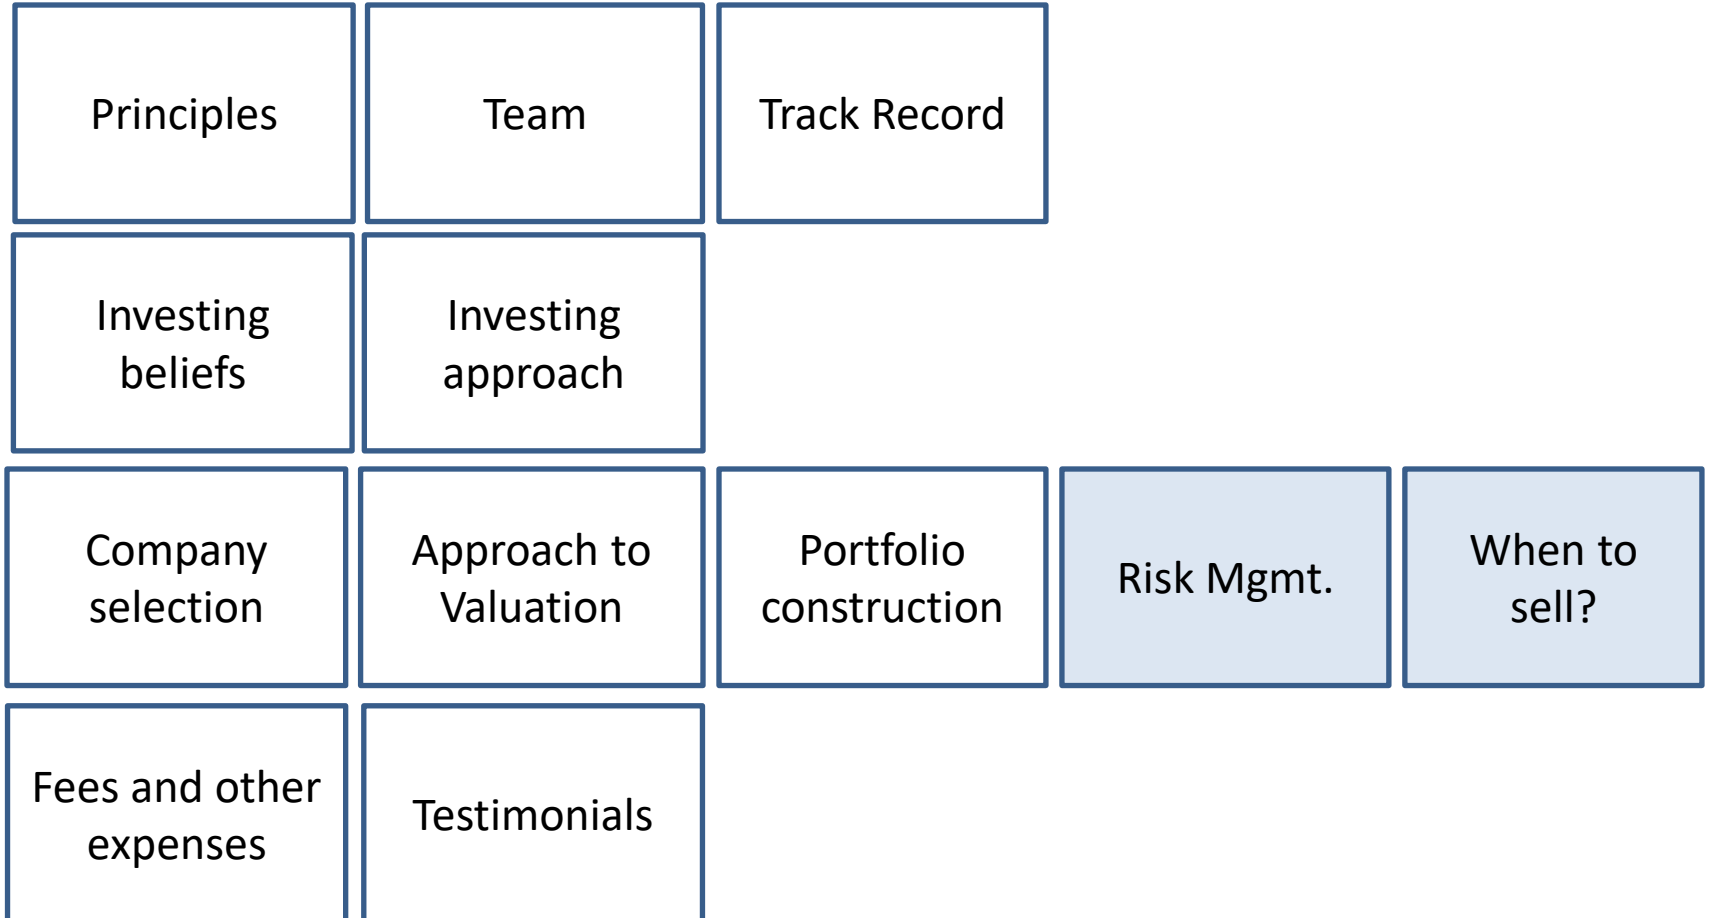 Principles
Team
Track Record
Investing
beliefs
Investing
approach
Company
selection
Approach to
Valuation
Portfolio
construction
Risk Mgmt.
When to
sell?
Fees and other
expenses
Testimonials